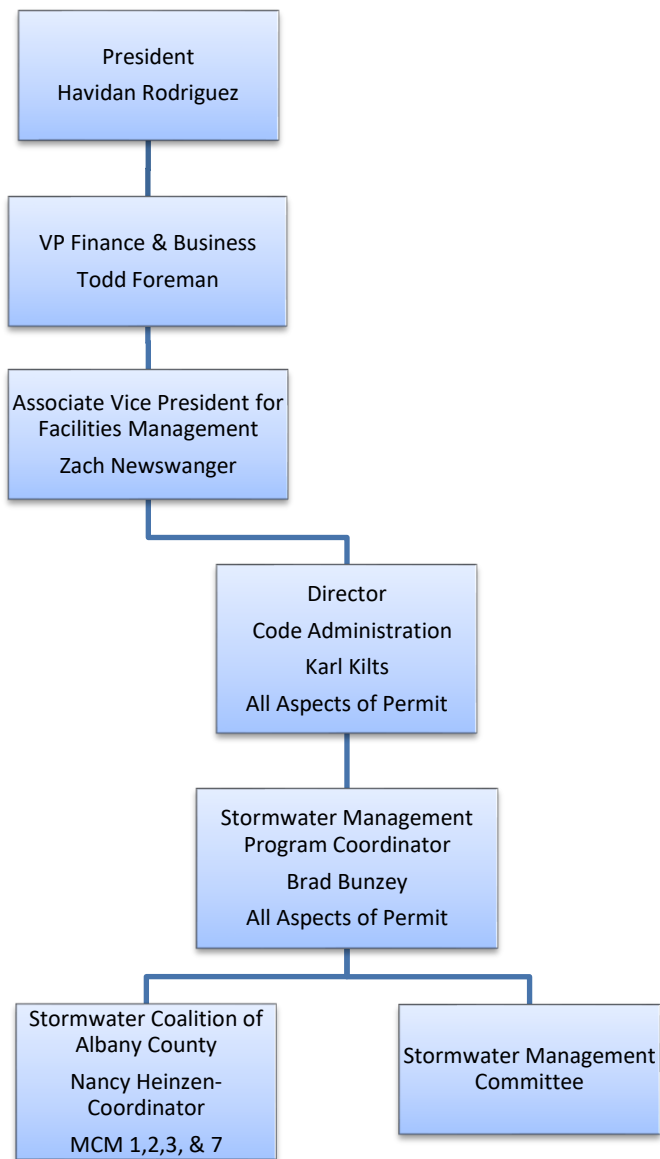 President
Havidan Rodriguez
VP Finance & Business
Todd Foreman
Associate Vice President for
Facilities Management
Zach Newswanger
Director
Code Administration
Karl Kilts
All Aspects of Permit
Stormwater Management
Program Coordinator
Brad Bunzey
All Aspects of Permit
Stormwater Coalition of
Albany County
Nancy Heinzen-
Coordinator
MCM 1,2,3, & 7
Stormwater Management
Committee